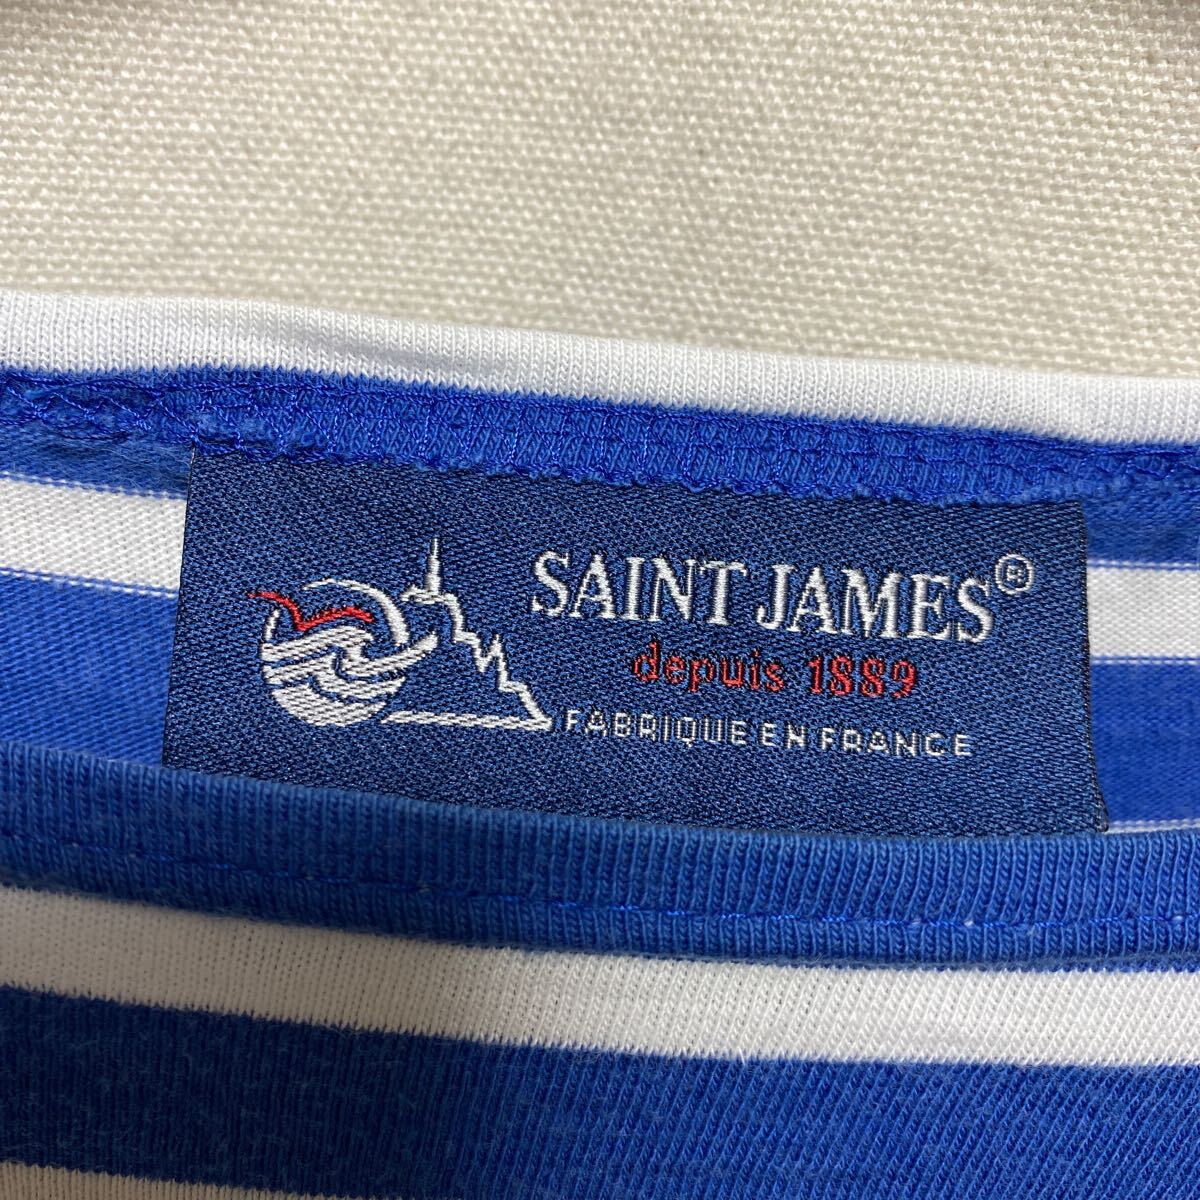 SAINT JAMES®
depuis 1889
FABRIQUE EN FRANCE